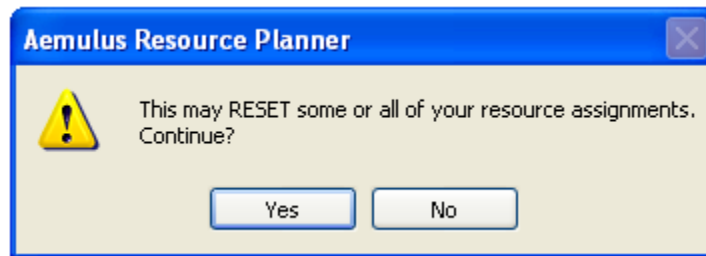 Aemulus Resource Planner
This may RESET some or all of your resource assignments.
Continue?
Yes No